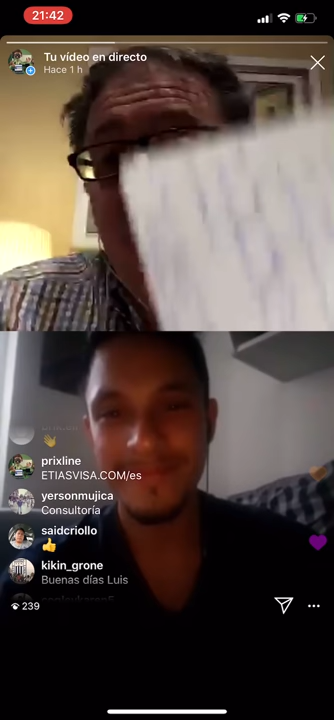 21:42
Tu vídeo en directo
Hace 1 h
prixline
ETIASVISA.COM/es
yersonmujica
Consultoría
saidcriollo
kikin_grone
Buenas días Luis
239